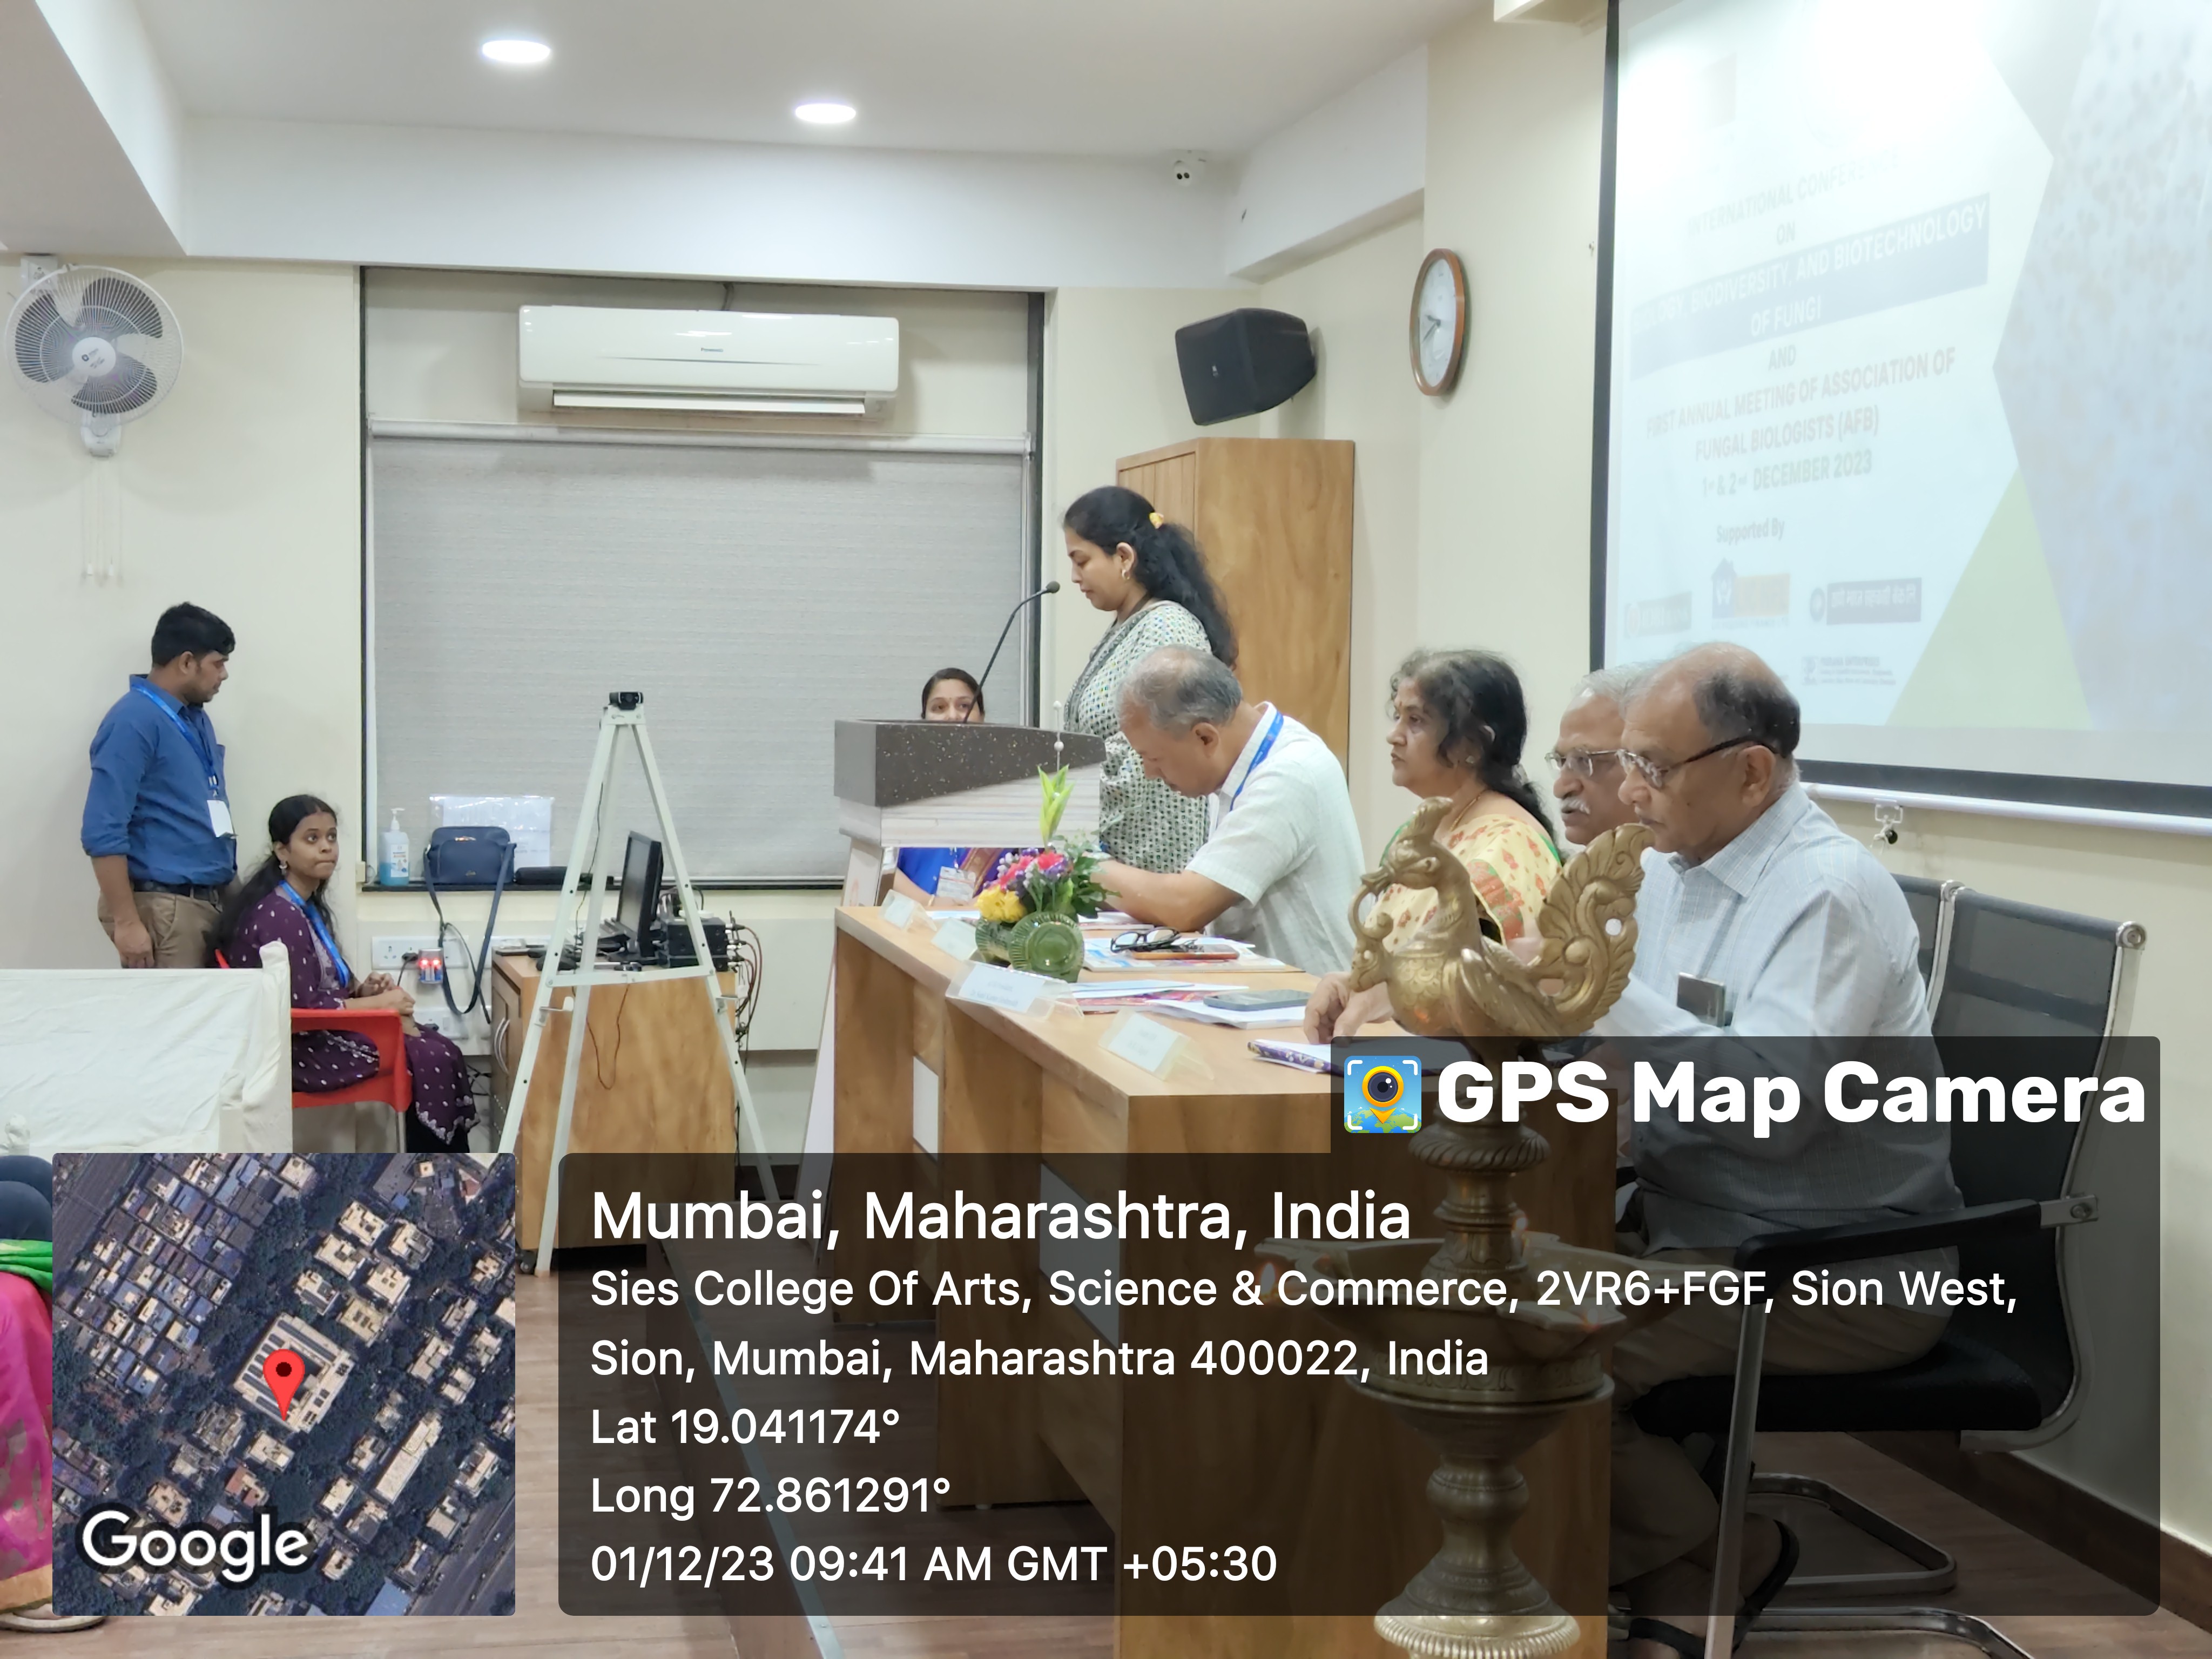 INTERNATIONAL CONFERENCE
ON
BIOLOGY, BIODIVERSITY, AND BIOTECHNOLOGY
OF FUNGI
AND
FIRST ANNUAL MEETING OF ASSOCIATION OF
FUNGAL BIOLOGISTS (AFB)
1st & 2nd DECEMBER 2023
Supported By
Panasonic
GPS Map Camera
Mumbai, Maharashtra, India
Sies College Of Arts, Science & Commerce, 2VR6+FGF, Sion West,
Sion, Mumbai, Maharashtra 400022, India
Lat 19.041174°
Long 72.861291°
01/12/23 09:41 AM GMT +05:30
Google